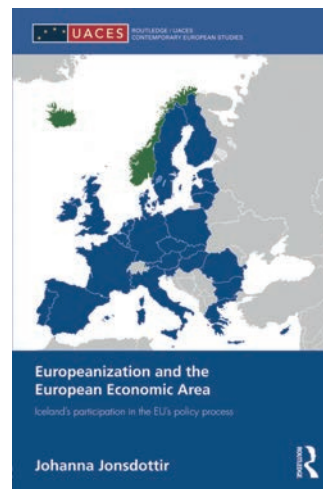 UACES
ROUTLEDGE / UACES
CONTEMPORARY EUROPEAN STUDIES
Europeanization and the
European Economic Area
Iceland's participation in the EU's policy process
Johanna Jonsdottir
ROUTLEDGE